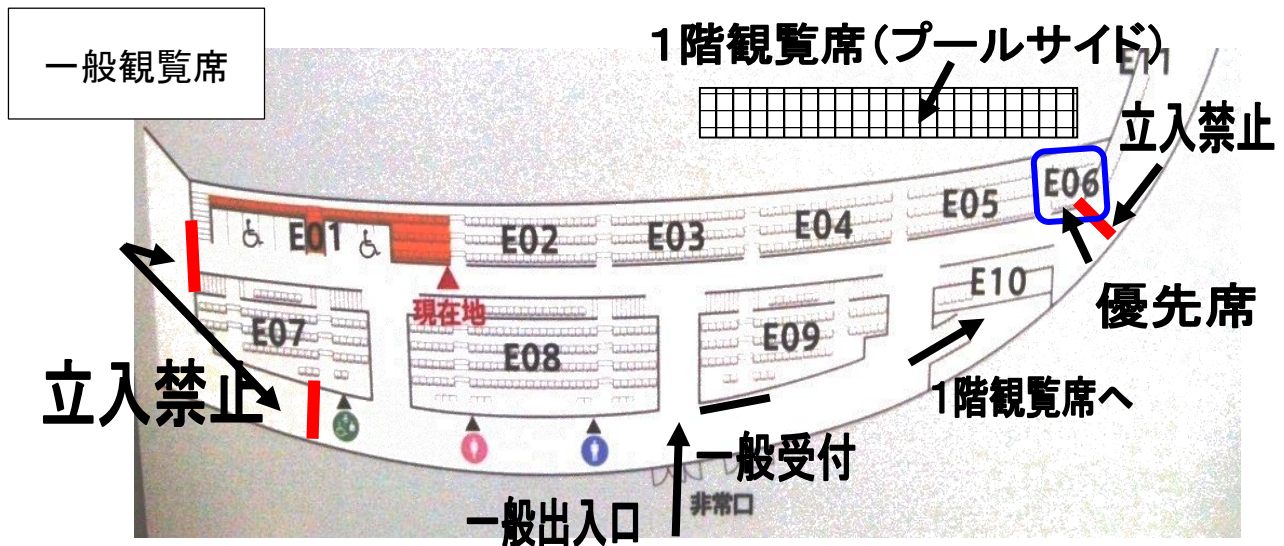 一般観覧席
1階観覧席(プールサイド)
E11
立入禁止
E06
E05
E04
E03
E02
E01
現在地
E10
優先席
E07
E08
E09
立入禁止
1階観覧席へ
一般受付
非常口
一般出入口